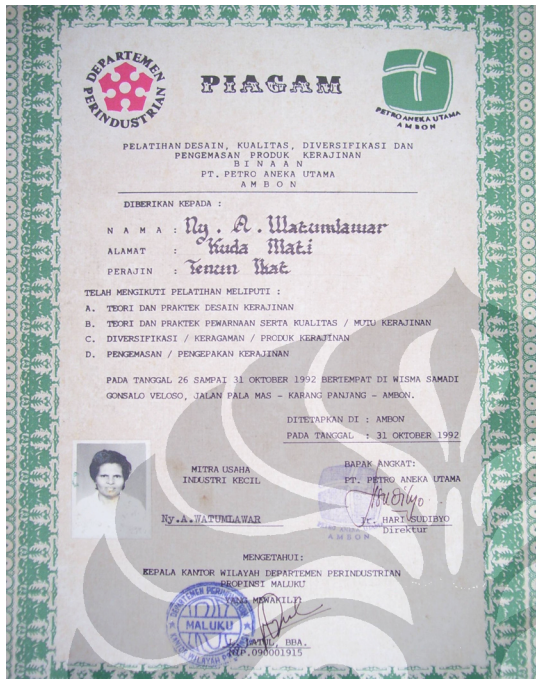 DEPARTEMEN PERINDUSTRIAN
PIAGAM
PETRO ANEKA UTAMA
AMBON
PELATIHAN DESAIN, KUALITAS, DIVERSIFIKASI DAN
PENGEMASAN PRODUK KERAJINAN
BINAAN
PT. PETRO ANEKA UTAMA
AMBON
DIBERIKAN KEPADA :
NAMA : Ny. A. Watumlawar
ALAMAT : Kuda Mati
PERAJIN : Tenun Ikat
TELAH MENGIKUTI PELATIHAN MELIPUTI :
A. TEORI DAN PRAKTEK DESAIN KERAJINAN
B. TEORI DAN PRAKTEK PEWARNAAN SERTA KUALITAS / MUTU KERAJINAN
C. DIVERSIFIKASI / KERAGAMAN / PRODUK KERAJINAN
D. PENGEMASAN / PENGEPAKAN KERAJINAN
PADA TANGGAL 26 SAMPAI 31 OKTOBER 1992 BERTEMPAT DI WISMA SAMADI
GONSALO VELOSO, JALAN PALA MAS - KARANG PANJANG - AMBON.
DITETAPKAN DI : AMBON
PADA TANGGAL : 31 OKTOBER 1992
MITRA USAHA
INDUSTRI KECIL
Ny.A.WATUMLAWAR
BAPAK ANGKAT:
PT. PETRO ANEKA UTAMA
AMBON
Ir. HARI SUDIBYO
Direktur
MENGETAHUI:
KEPALA KANTOR WILAYAH DEPARTEMEN PERINDUSTRIAN
PROPINSI MALUKU
YANG MEWAKILI
MALUKU
LATUL, BBA.
NIP.090001915